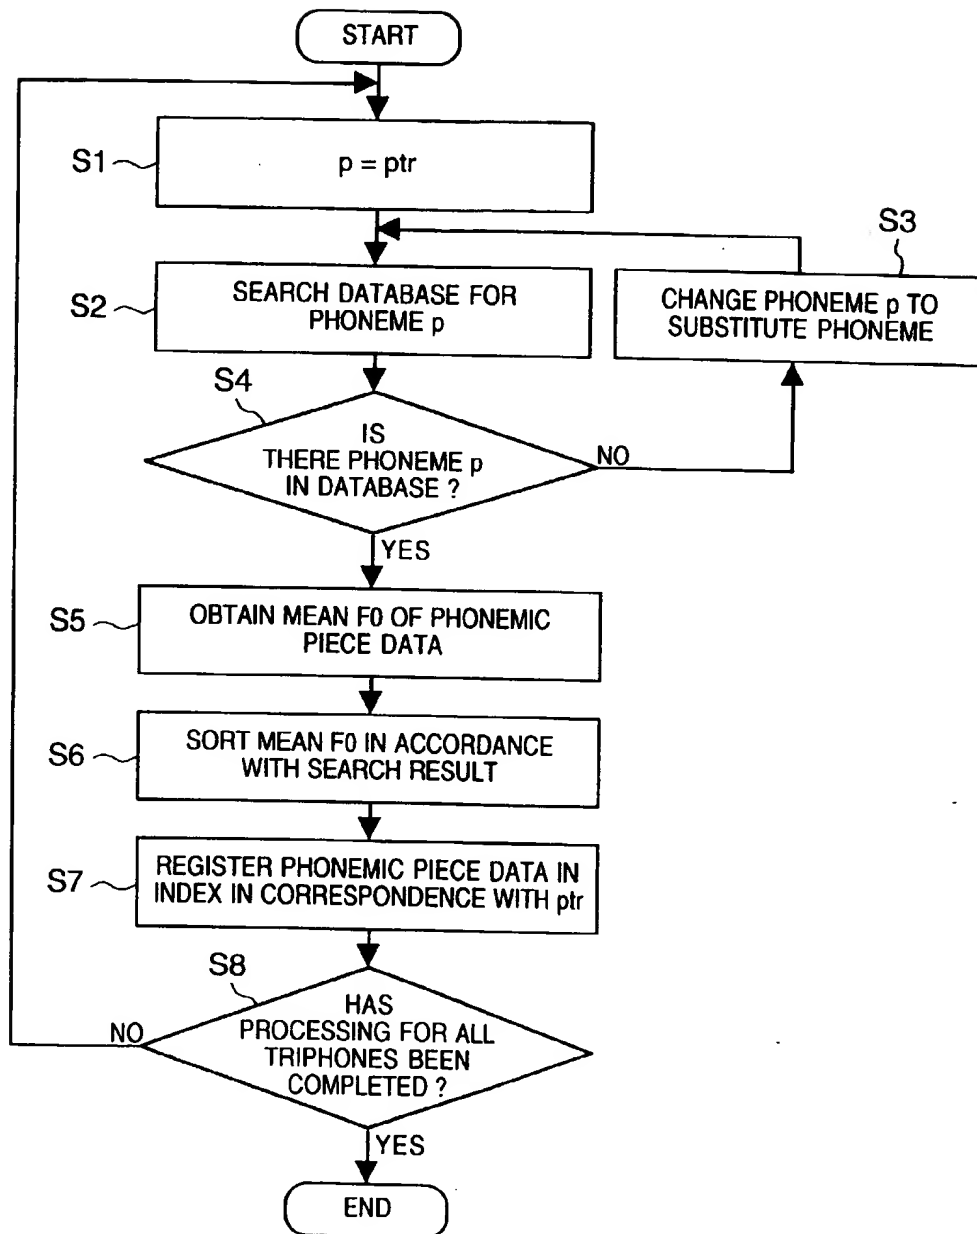 START
S1
p = ptr
S3
S2
SEARCH DATABASE FOR
PHONEME p
CHANGE PHONEME p TO
SUBSTITUTE PHONEME
S4
IS
THERE PHONEME p
IN DATABASE ?
NO
YES
S5
OBTAIN MEAN F0 OF PHONEMIC
PIECE DATA
S6
SORT MEAN F0 IN ACCORDANCE
WITH SEARCH RESULT
S7
REGISTER PHONEMIC PIECE DATA IN
INDEX IN CORRESPONDENCE WITH ptr
S8
HAS
PROCESSING FOR ALL
TRIPHONES BEEN
COMPLETED ?
NO
YES
END